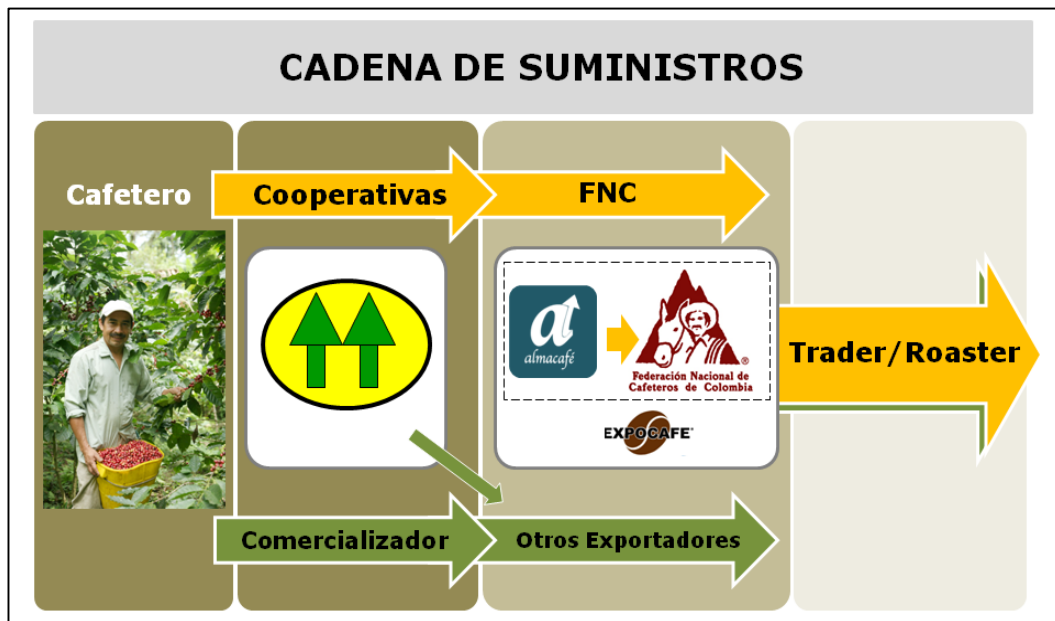 CADENA DE SUMINISTROS
Cafetero
Cooperativas
FNC
almacafé
Federación Nacional de
Cafeteros de Colombia
®
EXPOCAFE®
Trader/Roaster
Comercializador
Otros Exportadores